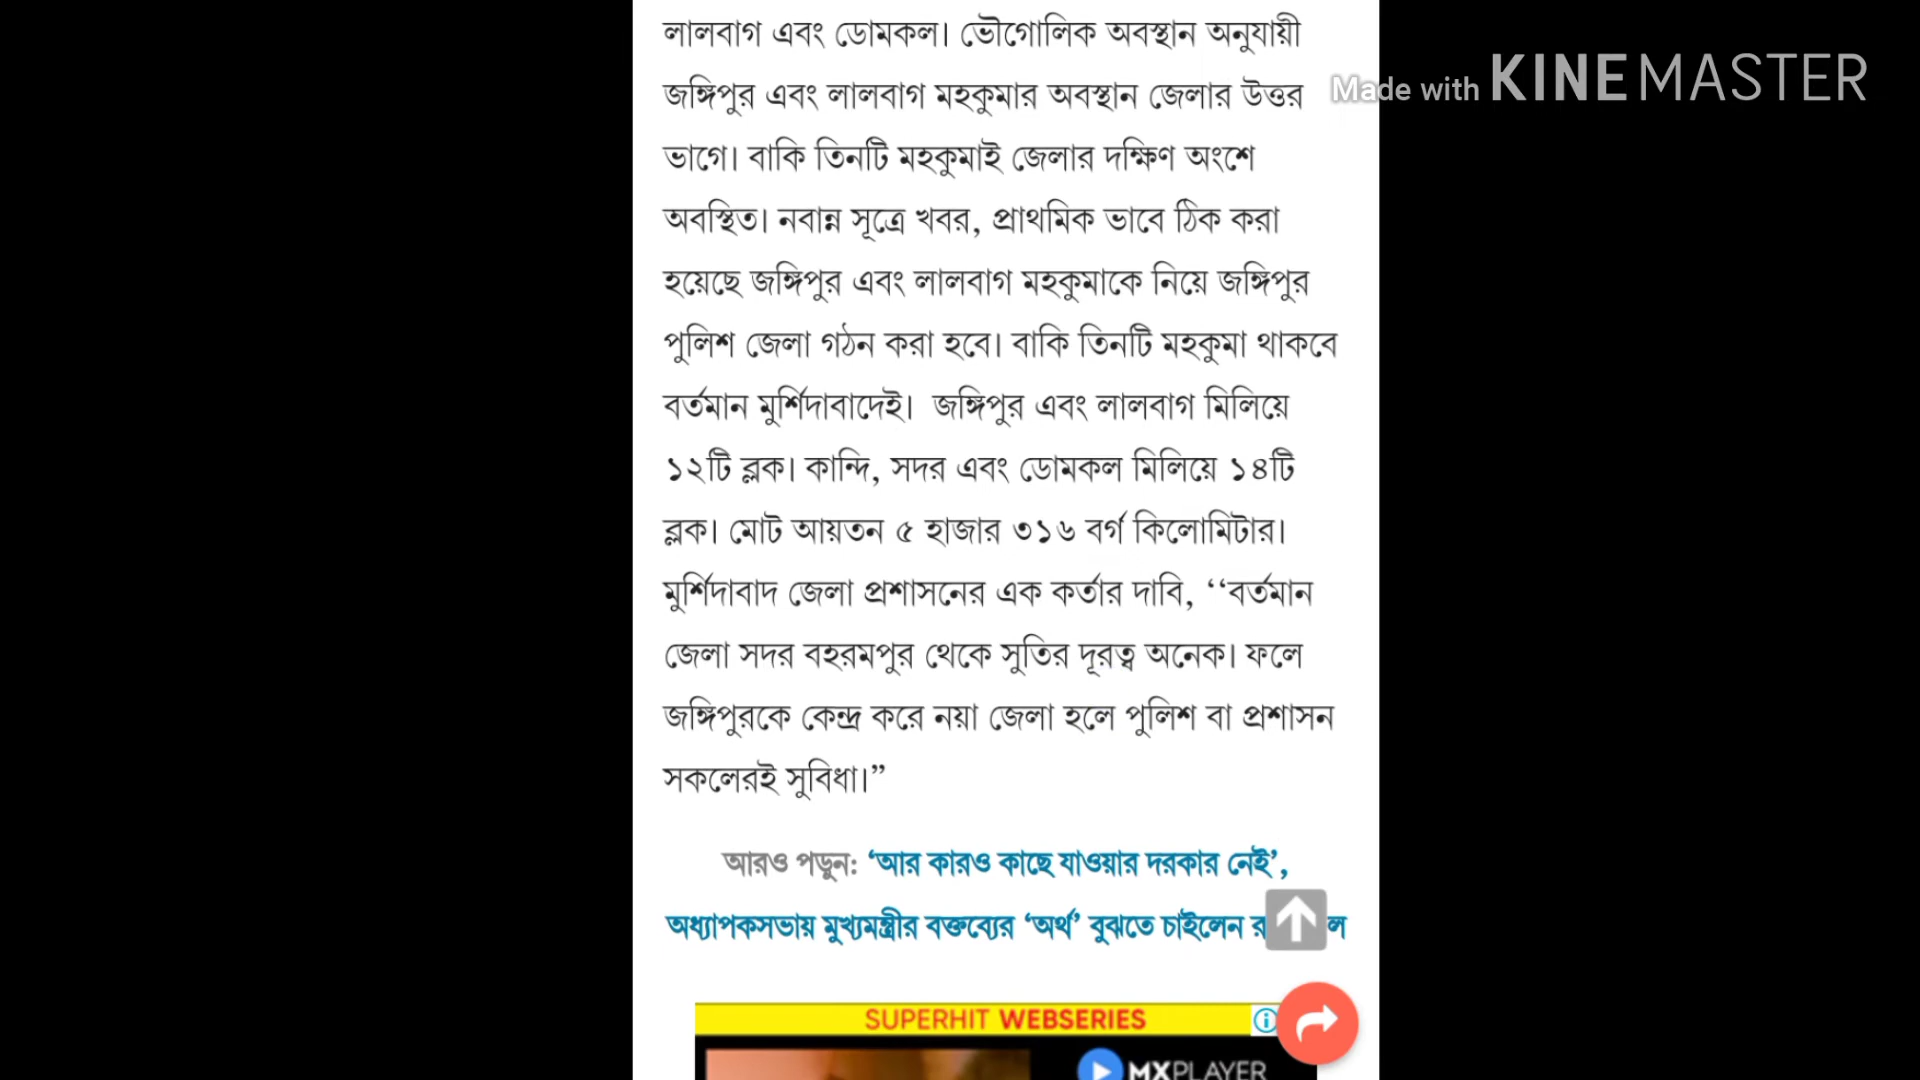 লালবাগ এবং ডোমকল। ভৌগোলিক অবস্থান অনুযায়ী
জঙ্গিপুর এবং লালবাগ মহকুমার অবস্থান জেলার উত্তর
Made with KINEMASTER
ভাগে। বাকি তিনটি মহকুমাই জেলার দক্ষিণ অংশে
অবস্থিত। নবান্ন সূত্রে খবর, প্রাথমিক ভাবে ঠিক করা
হয়েছে জঙ্গিপুর এবং লালবাগ মহকুমাকে নিয়ে জঙ্গিপুর
পুলিশ জেলা গঠন করা হবে। বাকি তিনটি মহকুমা থাকবে
বর্তমান মুর্শিদাবাদেই। জঙ্গিপুর এবং লালবাগ মিলিয়ে
১২টি ব্লক। কান্দি, সদর এবং ডোমকল মিলিয়ে ১৪টি
ব্লক। মোট আয়তন ৫ হাজার ৩১৬ বর্গ কিলোমিটার।
মুর্শিদাবাদ জেলা প্রশাসনের এক কর্তার দাবি, ‘‘বর্তমান
জেলা সদর বহরমপুর থেকে সুতির দূরত্ব অনেক। ফলে
জঙ্গিপুরকে কেন্দ্র করে নয়া জেলা হলে পুলিশ বা প্রশাসন
সকলেরই সুবিধা।”
আরও পড়ুন: ‘আর কারও কাছে যাওয়ার দরকার নেই’,
অধ্যাপকসভায় মুখ্যমন্ত্রীর বক্তব্যের ‘অর্থ’ বুঝতে চাইলেন
SUPERHIT WEBSERIES
MXPLAYER